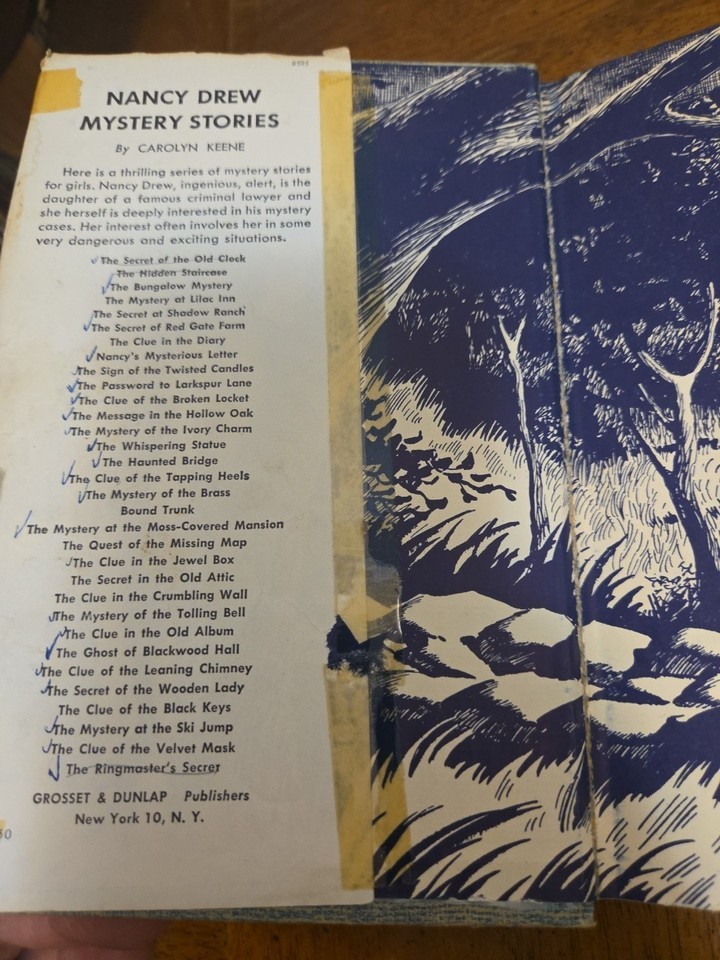 NANCY DREW
MYSTERY STORIES
By CAROLYN KEENE
Here is a thrilling series of mystery stories
for girls. Nancy Drew, ingenious, alert, is the
daughter of a famous criminal lawyer and
she herself is deeply interested in his mystery
cases. Her interest often involves her in some
very dangerous and exciting situations.
The Secret of the Old Clock
The Hidden Staircase
The Bungalow Mystery
The Mystery at Lilac Inn
The Secret at Shadow Ranch
The Secret of Red Gate Farm
The Clue in the Diary
Nancy's Mysterious Letter
The Sign of the Twisted Candles
The Password to Larkspur Lane
The Clue of the Broken Locket
The Message in the Hollow Oak
The Mystery of the Ivory Charm
The Whispering Statue
The Haunted Bridge
The Clue of the Tapping Heels
The Mystery of the Brass
Bound Trunk
The Mystery at the Moss-Covered Mansion
The Quest of the Missing Map
The Clue in the Jewel Box
The Secret in the Old Attic
The Clue in the Crumbling Wall
The Mystery of the Tolling Bell
The Clue in the Old Album
The Ghost of Blackwood Hall
The Clue of the Leaning Chimney
The Secret of the Wooden Lady
The Clue of the Black Keys
The Mystery at the Ski Jump
The Clue of the Velvet Mask
The Ringmaster's Secret
GROSSET & DUNLAP Publishers
New York 10, N. Y.